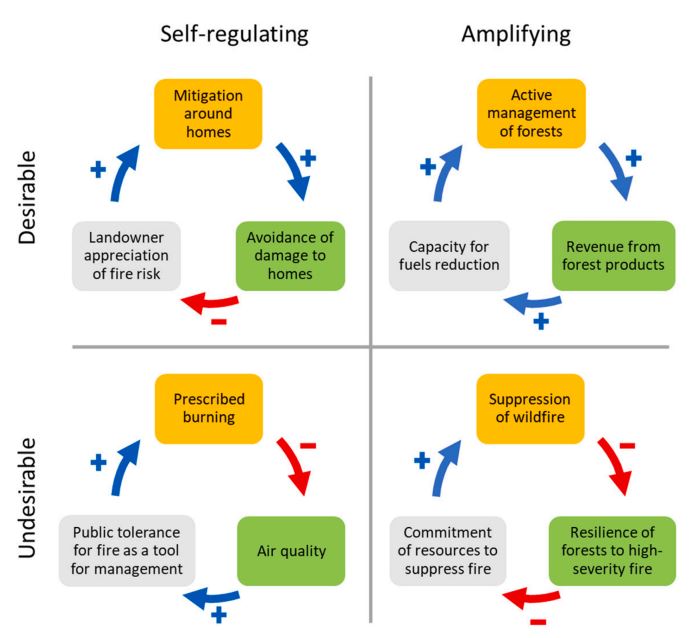 Self-regulating
Amplifying
Desirable
Mitigation
around
homes
+
+
Landowner
appreciation
of fire risk
Avoidance of
damage to
homes
−
Active
management
of forests
+
+
Capacity for
fuels reduction
Revenue from
forest products
+
Undesirable
Prescribed
burning
+
−
Public tolerance
for fire as a tool
for management
Air quality
+
Suppression
of wildfire
+
−
Commitment
of resources to
suppress fire
Resilience of
forests to high-
severity fire
−